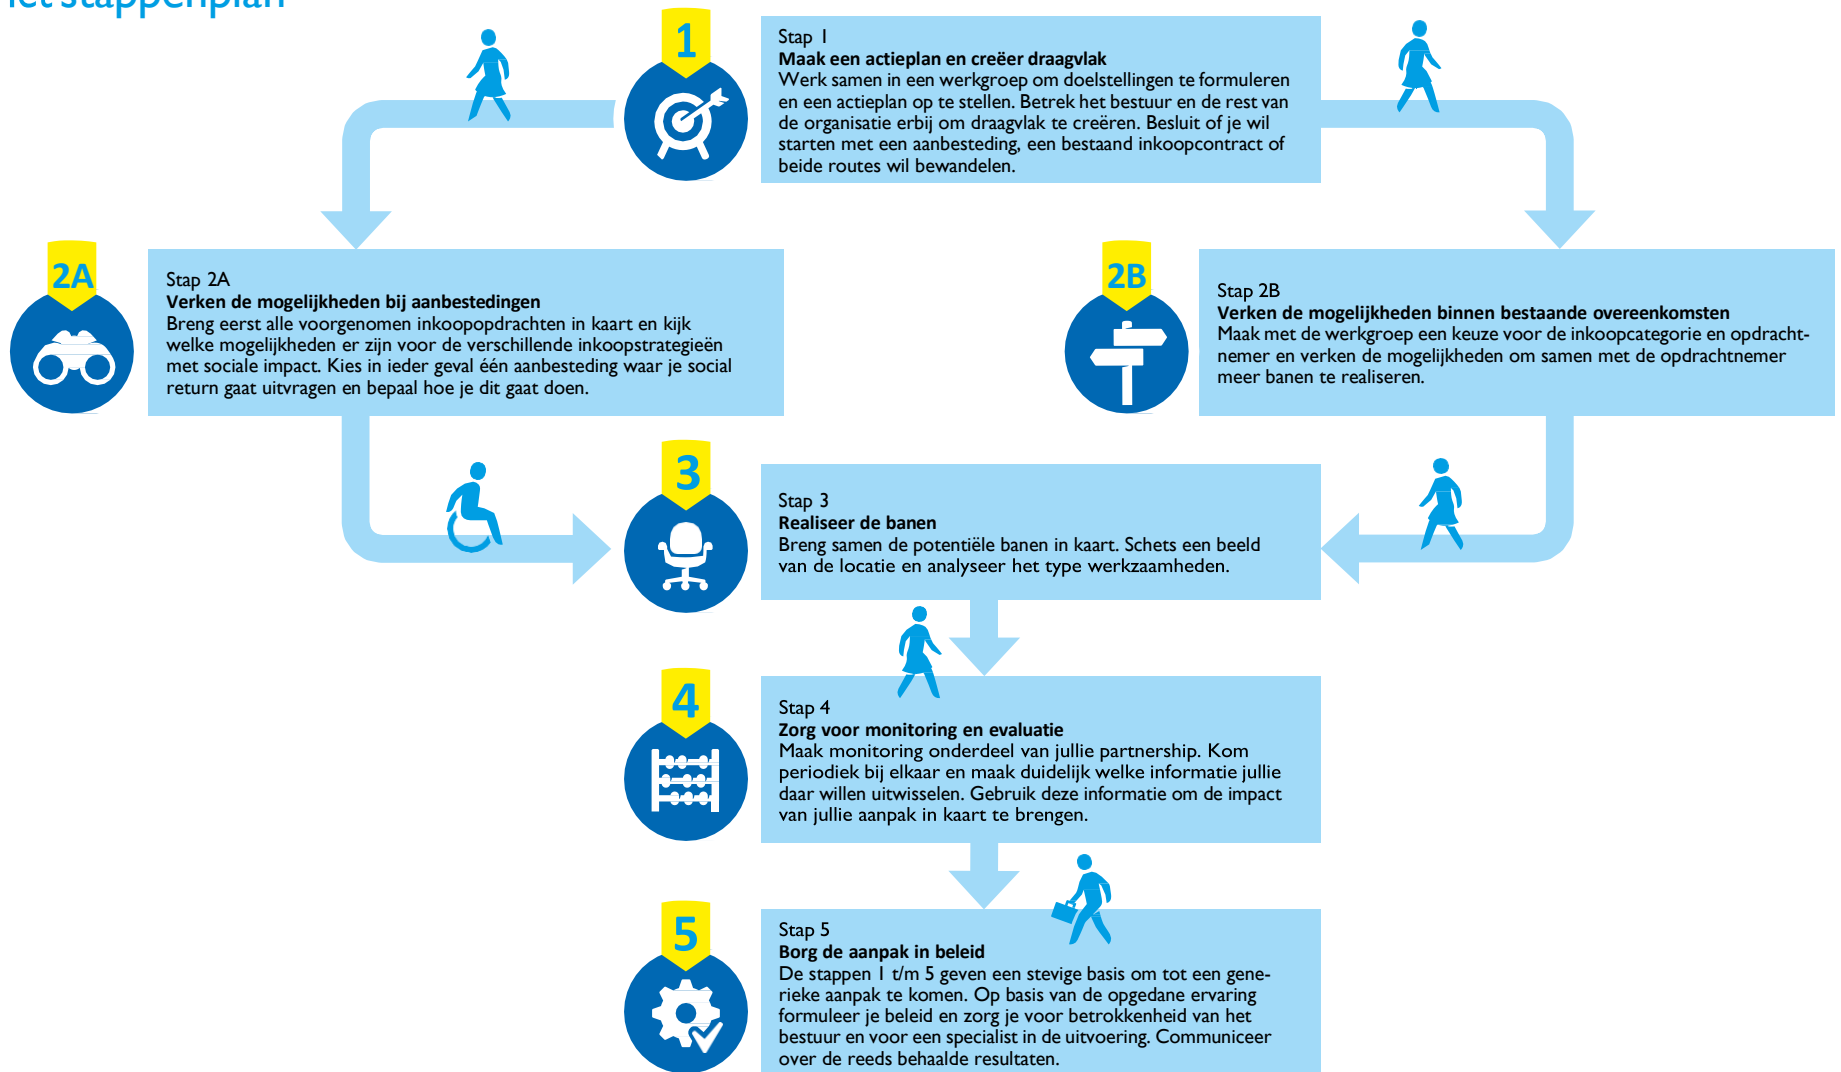 het stappenplan
1
Stap 1
Maak een actieplan en creëer draagvlak
Werk samen in een werkgroep om doelstellingen te formuleren
en een actieplan op te stellen. Betrek het bestuur en de rest van
de organisatie erbij om draagvlak te creëren. Besluit of je wil
starten met een aanbesteding, een bestaand inkoopcontract of
beide routes wil bewandelen.
2A
Stap 2A
Verken de mogelijkheden bij aanbestedingen
Breng eerst alle voorgenomen inkoopopdrachten in kaart en kijk
welke mogelijkheden er zijn voor de verschillende inkoopstrategieën
met sociale impact. Kies in ieder geval één aanbesteding waar je social
return gaat uitvragen en bepaal hoe je dit gaat doen.
2B
Stap 2B
Verken de mogelijkheden binnen bestaande overeenkomsten
Maak met de werkgroep een keuze voor de inkoopcategorie en opdracht-
nemer en verken de mogelijkheden om samen met de opdrachtnemer
meer banen te realiseren.
3
Stap 3
Realiseer de banen
Breng samen de potentiële banen in kaart. Schets een beeld
van de locatie en analyseer het type werkzaamheden.
4
Stap 4
Zorg voor monitoring en evaluatie
Maak monitoring onderdeel van jullie partnership. Kom
periodiek bij elkaar en maak duidelijk welke informatie jullie
daar willen uitwisselen. Gebruik deze informatie om de impact
van jullie aanpak in kaart te brengen.
5
Stap 5
Borg de aanpak in beleid
De stappen 1 t/m 5 geven een stevige basis om tot een gene-
rieke aanpak te komen. Op basis van de opgedane ervaring
formuleer je beleid en zorg je voor betrokkenheid van het
bestuur en voor een specialist in de uitvoering. Communiceer
over de reeds behaalde resultaten.